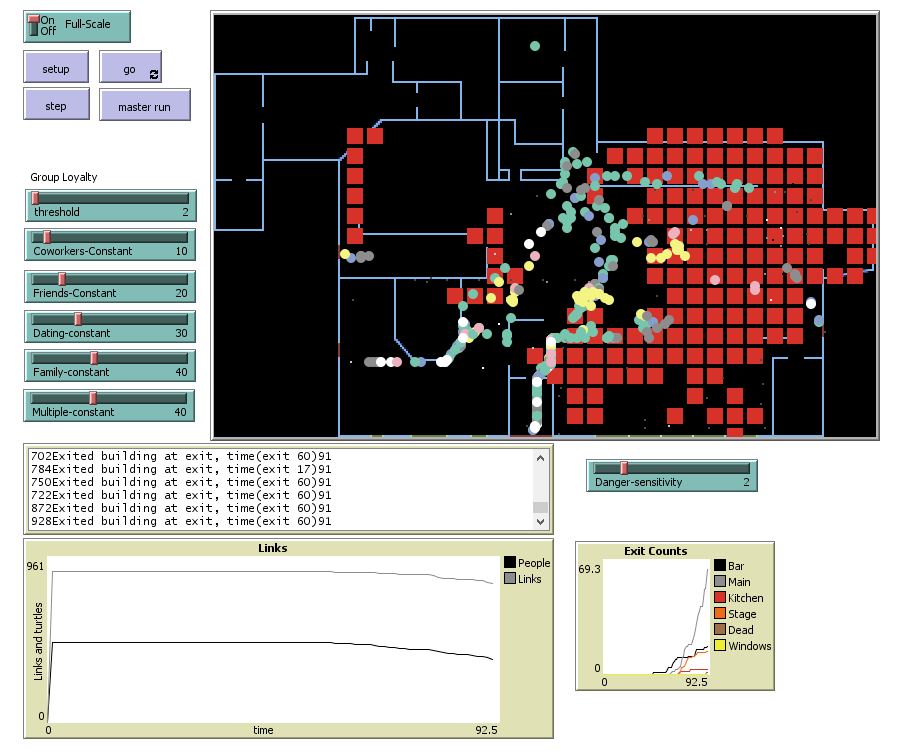 On
Off
Full-Scale
setup
go
step
master run
Group Loyalty
threshold 2
Coworkers-Constant 10
Friends-Constant 20
Dating-constant 30
Family-constant 40
Multiple-constant 40
702Exited building at exit, time(exit 60)91
784Exited building at exit, time(exit 17)91
750Exited building at exit, time(exit 60)91
722Exited building at exit, time(exit 60)91
872Exited building at exit, time(exit 60)91
928Exited building at exit, time(exit 60)91
Danger-sensitivity 2
Links
961
Links and turtles
0
0
time
92.5
People
Links
Exit Counts
69.3
0
0
92.5
Bar
Main
Kitchen
Stage
Dead
Windows